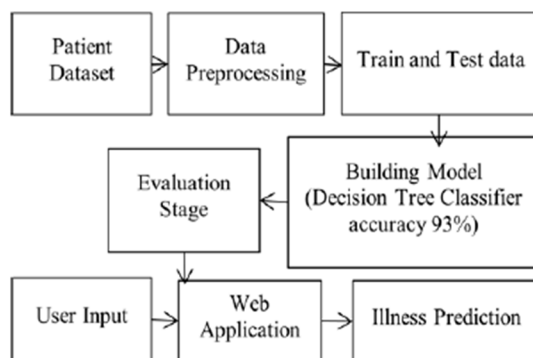 Patient
Dataset
Data
Preprocessing
Train and Test data
Building Model
(Decision Tree Classifier
accuracy 93%)
Evaluation
Stage
User Input
Web
Application
Illness Prediction